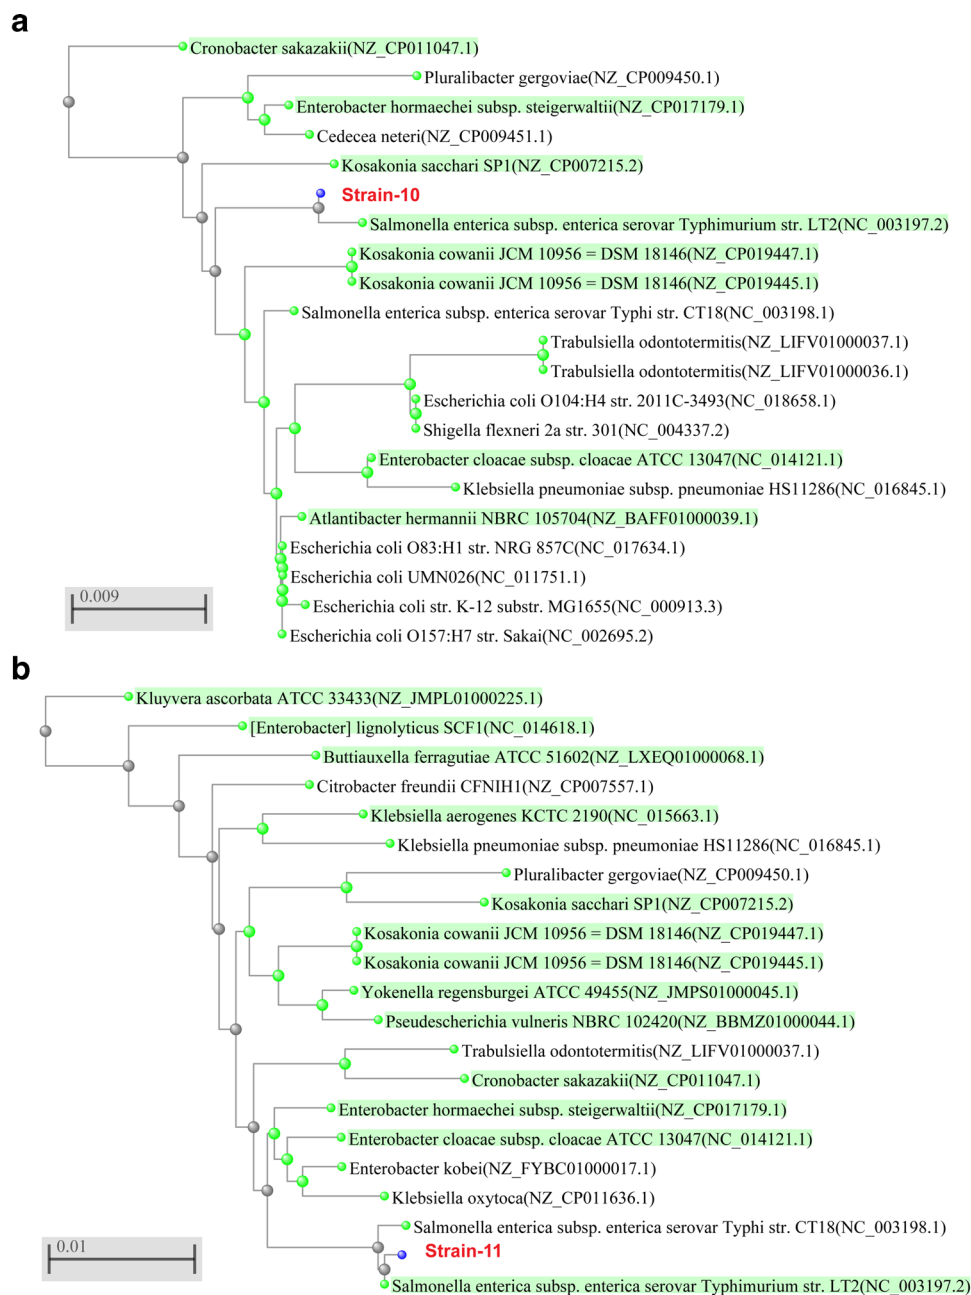 a
Cronobacter sakazakii(NZ_CP011047.1)
Pluralibacter gergoviae(NZ_CP009450.1)
Enterobacter hormaechei subsp. steigerwaltii(NZ_CP017179.1)
Cedecea neteri(NZ_CP009451.1)
Kosakonia sacchari SP1(NZ_CP007215.2)
Strain-10
Salmonella enterica subsp. enterica serovar Typhimurium str. LT2(NC_003197.2)
Kosakonia cowanii JCM 10956 = DSM 18146(NZ_CP019447.1)
Kosakonia cowanii JCM 10956 = DSM 18146(NZ_CP019445.1)
Salmonella enterica subsp. enterica serovar Typhi str. CT18(NC_003198.1)
Trabulsiella odontotermitis(NZ_LIFV01000037.1)
Trabulsiella odontotermitis(NZ_LIFV01000036.1)
Escherichia coli O104:H4 str. 2011C-3493(NC_018658.1)
Shigella flexneri 2a str. 301(NC_004337.2)
Enterobacter cloacae subsp. cloacae ATCC 13047(NC_014121.1)
Klebsiella pneumoniae subsp. pneumoniae HS11286(NC_016845.1)
Atlantibacter hermannii NBRC 105704(NZ_BAFF01000039.1)
Escherichia coli O83:H1 str. NRG 857C(NC_017634.1)
Escherichia coli UMN026(NC_011751.1)
Escherichia coli str. K-12 substr. MG1655(NC_000913.3)
Escherichia coli O157:H7 str. Sakai(NC_002695.2)
0.009
b
Kluyvera ascorbata ATCC 33433(NZ_JMPL01000225.1)
[Enterobacter] lignolyticus SCF1(NC_014618.1)
Buttiauxella ferragutiae ATCC 51602(NZ_LXEQ01000068.1)
Citrobacter freundii CFNIH1(NZ_CP007557.1)
Klebsiella aerogenes KCTC 2190(NC_015663.1)
Klebsiella pneumoniae subsp. pneumoniae HS11286(NC_016845.1)
Pluralibacter gergoviae(NZ_CP009450.1)
Kosakonia sacchari SP1(NZ_CP007215.2)
Kosakonia cowanii JCM 10956 = DSM 18146(NZ_CP019447.1)
Kosakonia cowanii JCM 10956 = DSM 18146(NZ_CP019445.1)
Yokenella regensburgei ATCC 49455(NZ_JMPS01000045.1)
Pseudescherichia vulneris NBRC 102420(NZ_BBMZ01000044.1)
Trabulsiella odontotermitis(NZ_LIFV01000037.1)
Cronobacter sakazakii(NZ_CP011047.1)
Enterobacter hormaechei subsp. steigerwaltii(NZ_CP017179.1)
Enterobacter cloacae subsp. cloacae ATCC 13047(NC_014121.1)
Enterobacter kobei(NZ_FYBC01000017.1)
Klebsiella oxytoca(NZ_CP011636.1)
Salmonella enterica subsp. enterica serovar Typhi str. CT18(NC_003198.1)
Strain-11
0.01
Salmonella enterica subsp. enterica serovar Typhimurium str. LT2(NC_003197.2)